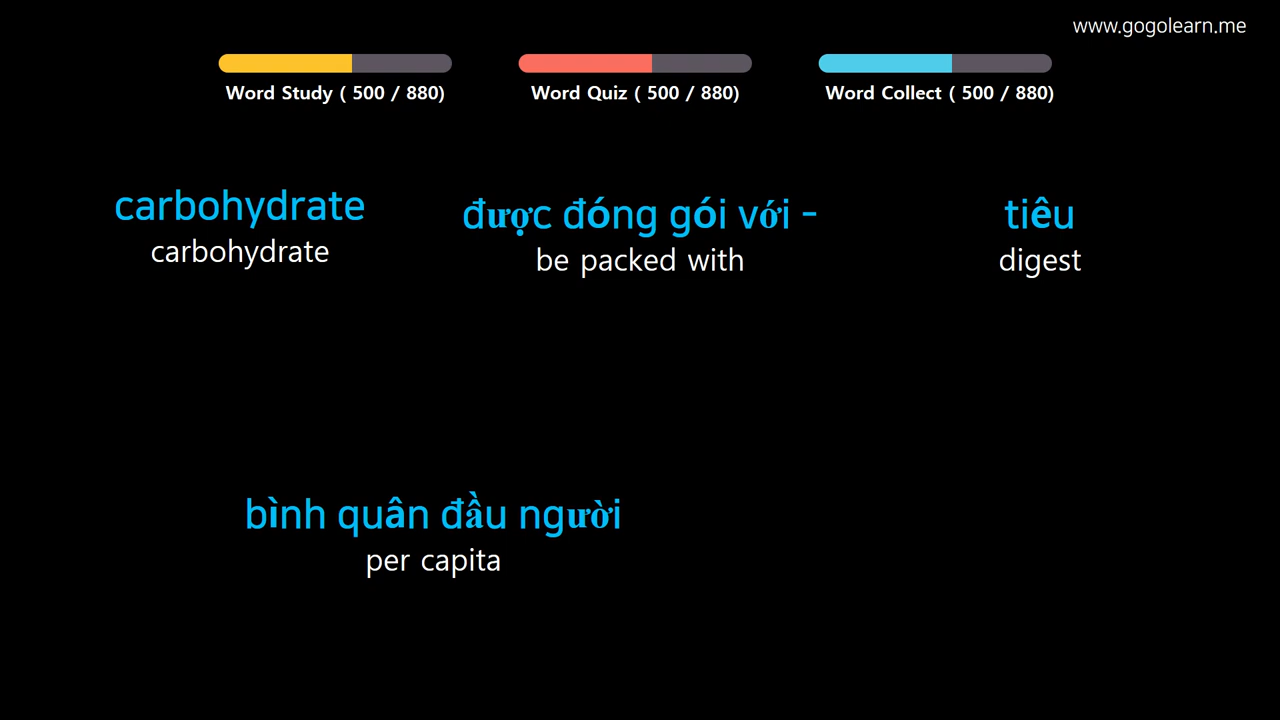 www.gogolearn.me
Word Study ( 500 / 880)
Word Quiz ( 500 / 880)
Word Collect ( 500 / 880)
carbohydrate
carbohydrate
được đóng gói với -
be packed with
tiêu
digest
bình quân đầu người
per capita